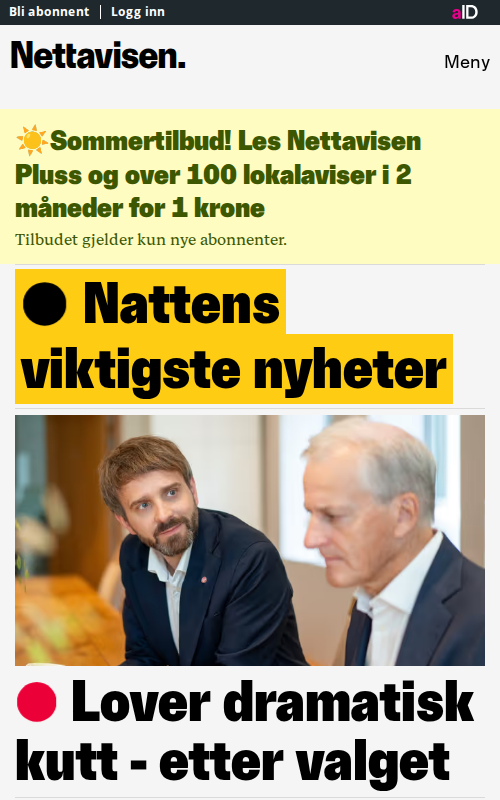 Bli abonnent | Logg inn
aID
Nettavisen.
Meny
☀️Sommertilbud! Les Nettavisen
Pluss og over 100 lokalaviser i 2
måneder for 1 krone
Tilbudet gjelder kun nye abonnenter.
Nattens
viktigste nyheter
Lover dramatisk
kutt - etter valget